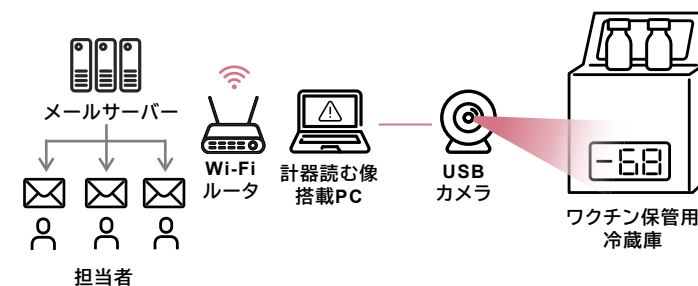 メールサーバー
Wi-Fi
ルータ
計器読む像
搭載PC
USB
カメラ
-68
ワクチン保管用
冷蔵庫
担当者